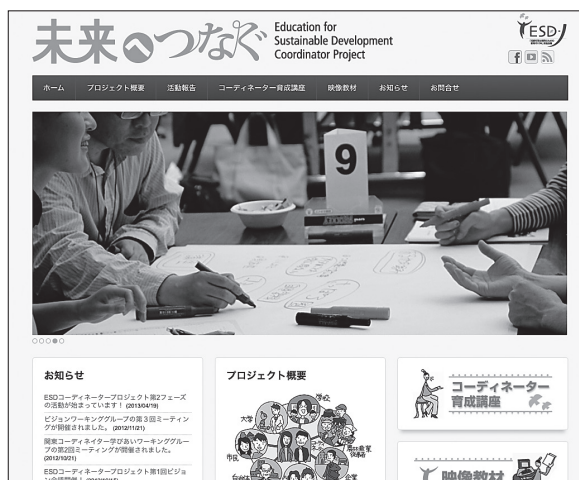 未来へつなぐ
Education for
Sustainable Development
Coordinator Project
ESD-J
ホーム プロジェクト概要 活動報告 コーディネーター育成講座 映像教材 お知らせ お問合せ
9
お知らせ
ESDコーディネータープロジェクト第2フェーズ
の活動が始まっています! (2013/04/19)
ビジョンワーキンググループの第3回ミーティン
グが開催されました。 (2012/11/21)
関東コーディネイター学びあいワーキンググルー
プの第2回ミーティングが開催されました。
(2012/10/21)
ESDコーディネータープロジェクト第1回ビジョ
プロジェクト概要
学校
大学
市民
企業
コーディネーター
育成講座
映像教材